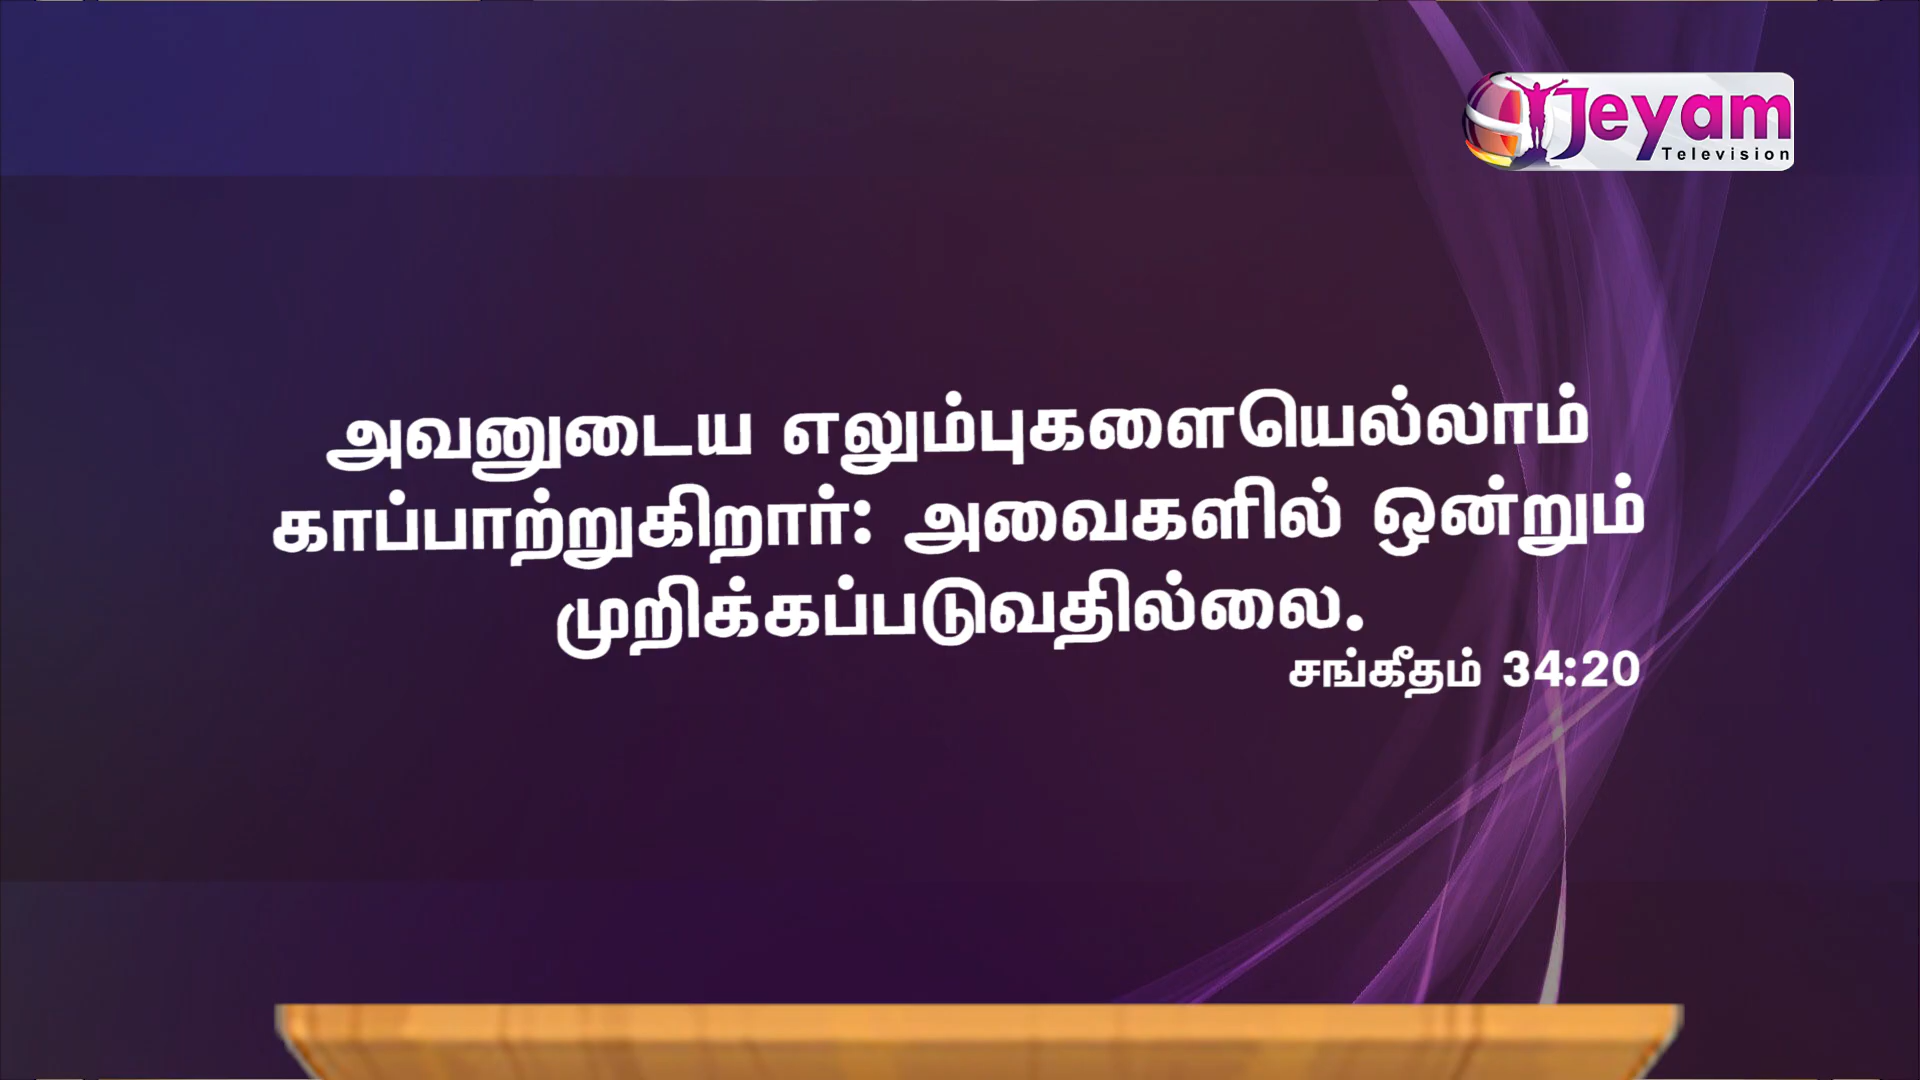 Jeyam
Television
அவனுடைய எலும்புகளையெல்லாம்
காப்பாற்றுகிறார்: அவைகளில் ஒன்றும்
முறிக்கப்படுவதில்லை.
சங்கீதம் 34:20